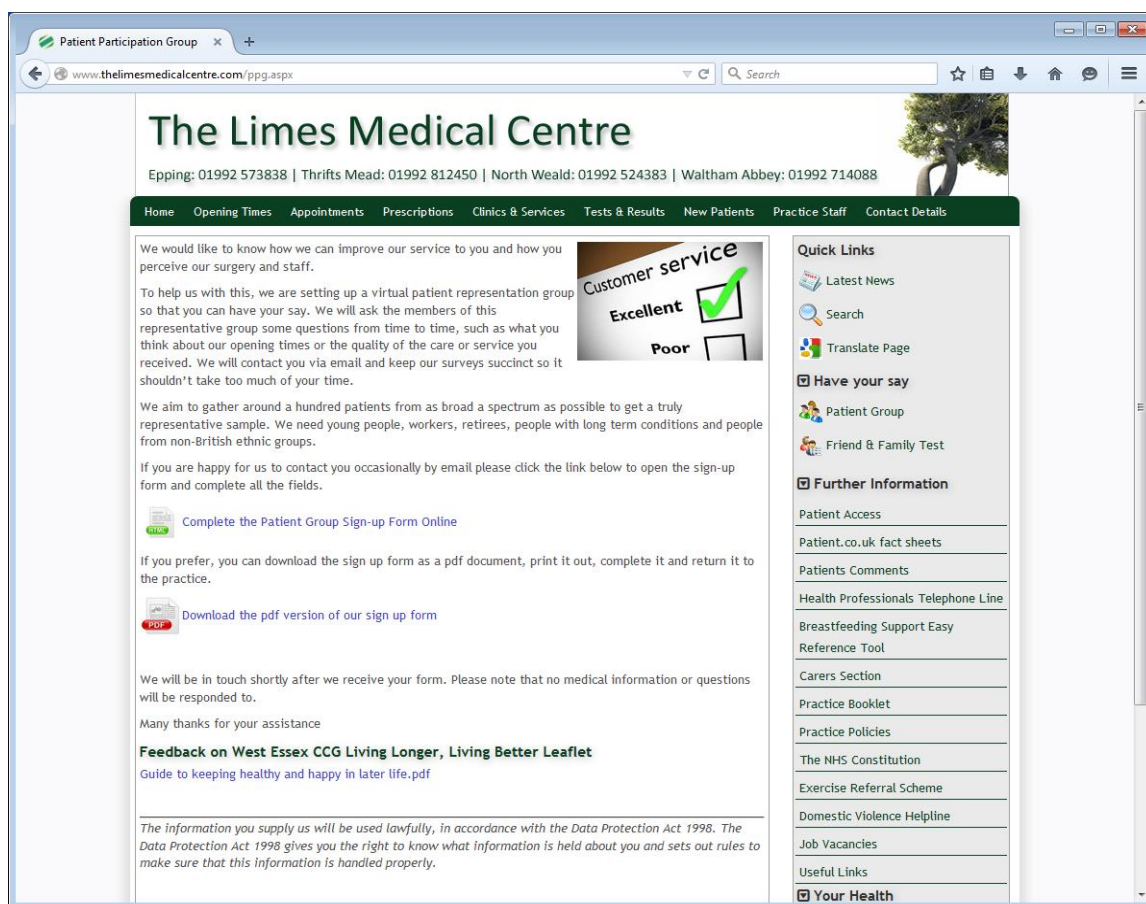 Patient Participation Group
www.thelimesmedicalcentre.com/ppg.aspx
Search
The Limes Medical Centre
Epping: 01992 573838 | Thrifts Mead: 01992 812450 | North Weald: 01992 524383 | Waltham Abbey: 01992 714088
Home Opening Times Appointments Prescriptions Clinics & Services Tests & Results New Patients Practice Staff Contact Details
We would like to know how we can improve our service to you and how you
perceive our surgery and staff.
To help us with this, we are setting up a virtual patient representation group
so that you can have your say. We will ask the members of this
representative group some questions from time to time, such as what you
think about our opening times or the quality of the care or service you
received. We will contact you via email and keep our surveys succinct so it
shouldn't take too much of your time.
Customer service
Excellent
Poor
We aim to gather around a hundred patients from as broad a spectrum as possible to get a truly
representative sample. We need young people, workers, retirees, people with long term conditions and people
from non-British ethnic groups.
If you are happy for us to contact you occasionally by email please click the link below to open the sign-up
form and complete all the fields.
HTML
Complete the Patient Group Sign-up Form Online
If you prefer, you can download the sign up form as a pdf document, print it out, complete it and return it to
the practice.
PDF
Download the pdf version of our sign up form
We will be in touch shortly after we receive your form. Please note that no medical information or questions
will be responded to.
Many thanks for your assistance
Feedback on West Essex CCG Living Longer, Living Better Leaflet
Guide to keeping healthy and happy in later life.pdf
The information you supply us will be used lawfully, in accordance with the Data Protection Act 1998. The
Data Protection Act 1998 gives you the right to know what information is held about you and sets out rules to
make sure that this information is handled properly.
Quick Links
Latest News
Search
Translate Page
Have your say
Patient Group
Friend & Family Test
Further Information
Patient Access
Patient.co.uk fact sheets
Patients Comments
Health Professionals Telephone Line
Breastfeeding Support Easy
Reference Tool
Carers Section
Practice Booklet
Practice Policies
The NHS Constitution
Exercise Referral Scheme
Domestic Violence Helpline
Job Vacancies
Useful Links
Your Health